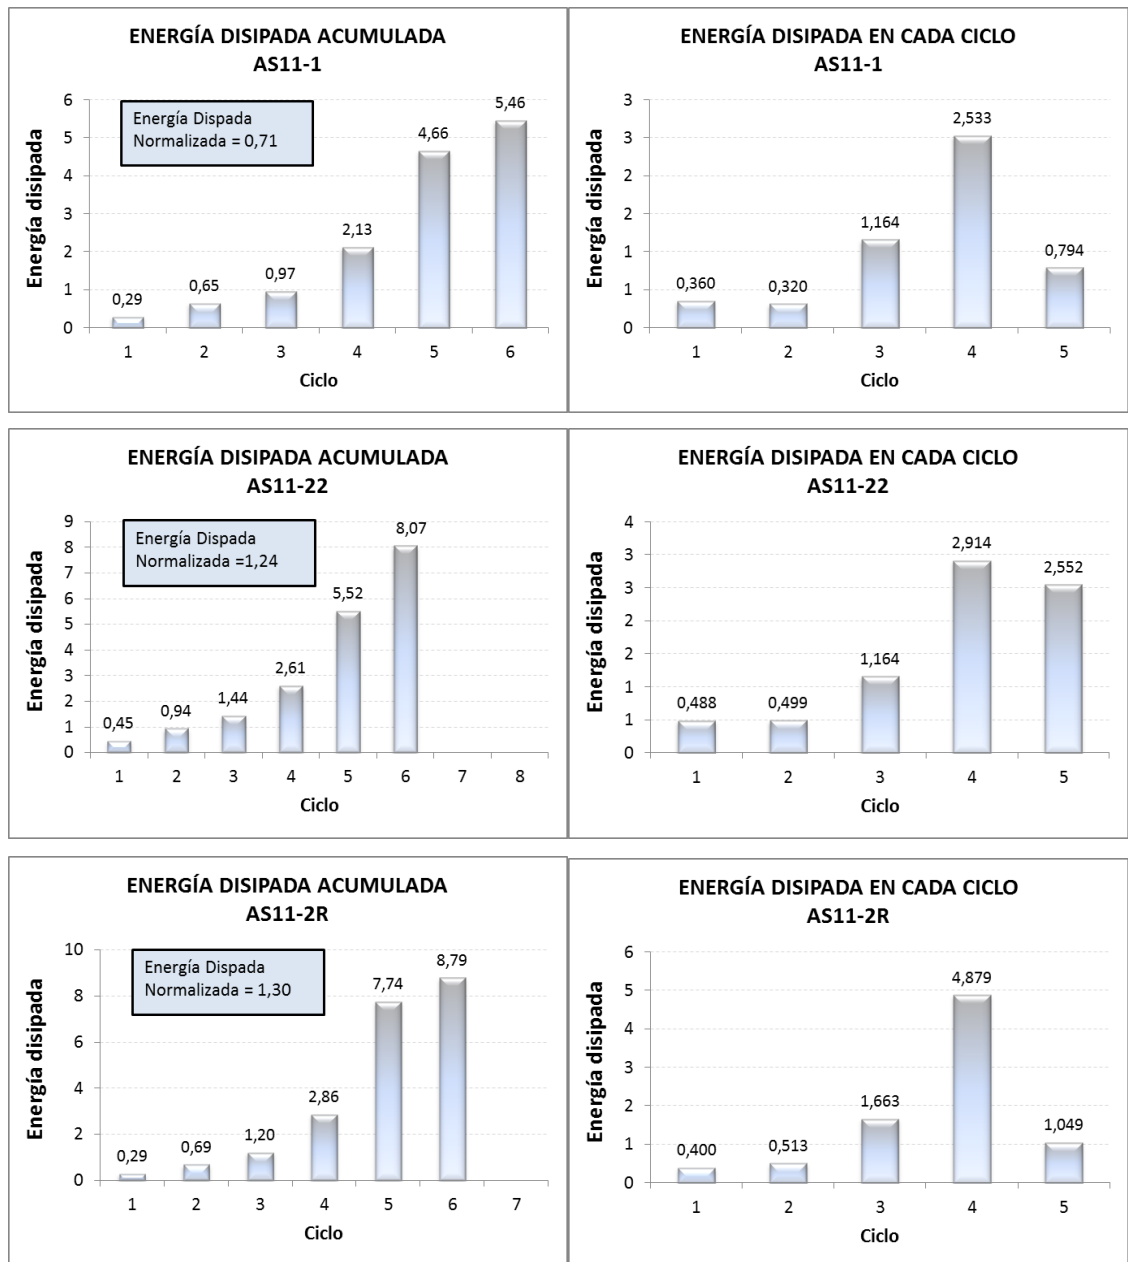 ENERGÍA DISIPADA ACUMULADA
AS11-1
Energía disipada
6
5
4
3
2
1
0
Energía Dispada
Normalizada = 0,71
0,29
0,65
0,97
2,13
4,66
5,46
1 2 3 4 5 6
Ciclo
ENERGÍA DISIPADA EN CADA CICLO
AS11-1
Energía disipada
3
3
2
2
1
1
0
0,360
0,320
1,164
2,533
0,794
1 2 3 4 5
Ciclo
ENERGÍA DISIPADA ACUMULADA
AS11-22
Energía disipada
9
8
7
6
5
4
3
2
1
0
Energía Dispada
Normalizada =1,24
0,45
0,94
1,44
2,61
5,52
8,07
1 2 3 4 5 6 7 8
Ciclo
ENERGÍA DISIPADA EN CADA CICLO
AS11-22
Energía disipada
4
3
3
2
2
1
1
0
0,488
0,499
1,164
2,914
2,552
1 2 3 4 5
Ciclo
ENERGÍA DISIPADA ACUMULADA
AS11-2R
Energía disipada
10
8
6
4
2
0
Energía Dispada
Normalizada = 1,30
0,29
0,69
1,20
2,86
7,74
8,79
1 2 3 4 5 6 7
Ciclo
ENERGÍA DISIPADA EN CADA CICLO
AS11-2R
Energía disipada
6
5
4
3
2
1
0
0,400
0,513
1,663
4,879
1,049
1 2 3 4 5
Ciclo